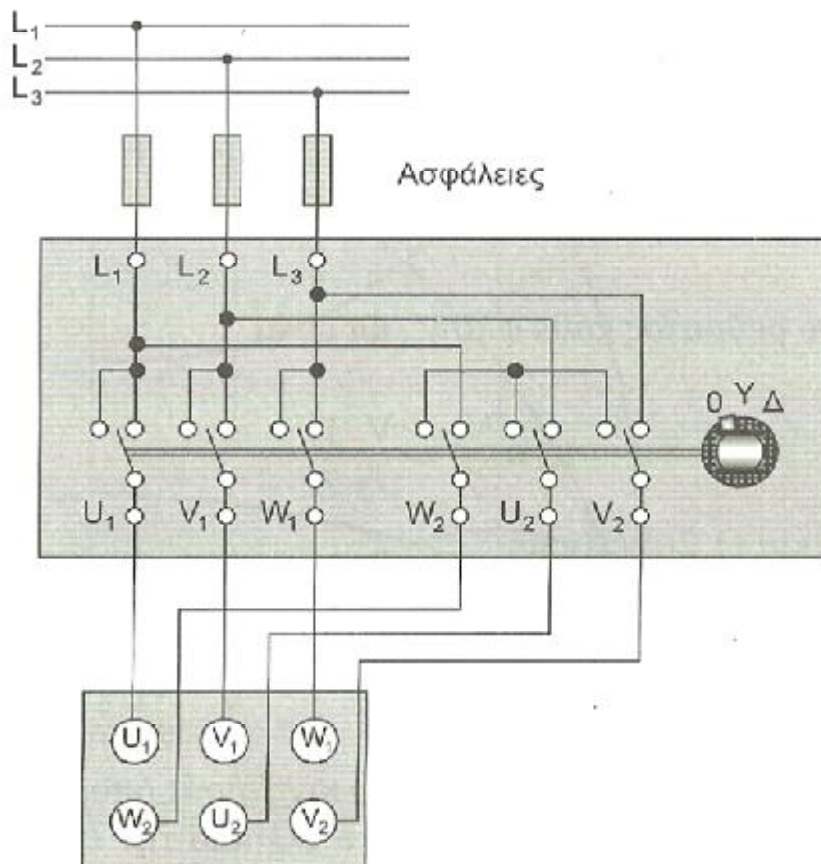 L₁
L₂
L₃
Ασφάλειες
L₁ L₂ L₃
0 Y Δ
U₁ V₁ W₁ W₂ U₂ V₂
U₁ V₁ W₁
W₂ U₂ V₂